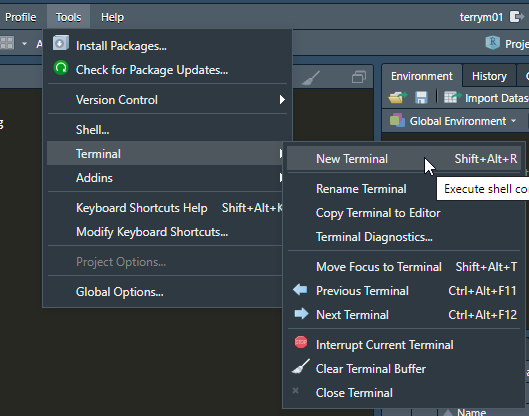 Profile Tools Help
terrym01
A
Install Packages...
Proje
Check for Package Updates...
Environment History
Version Control
Import Datase
g
Global Environment
Shell...
Terminal
New Terminal Shift+Alt+R
Addins
Rename Terminal
Execute shell co
Keyboard Shortcuts Help Shift+Alt+K
Copy Terminal to Editor
Modify Keyboard Shortcuts...
Terminal Diagnostics...
Project Options...
Move Focus to Terminal Shift+Alt+T
Global Options...
Previous Terminal Ctrl+Alt+F11
Next Terminal Ctrl+Alt+F12
STOP
Interrupt Current Terminal
Clear Terminal Buffer
Close Terminal
Name